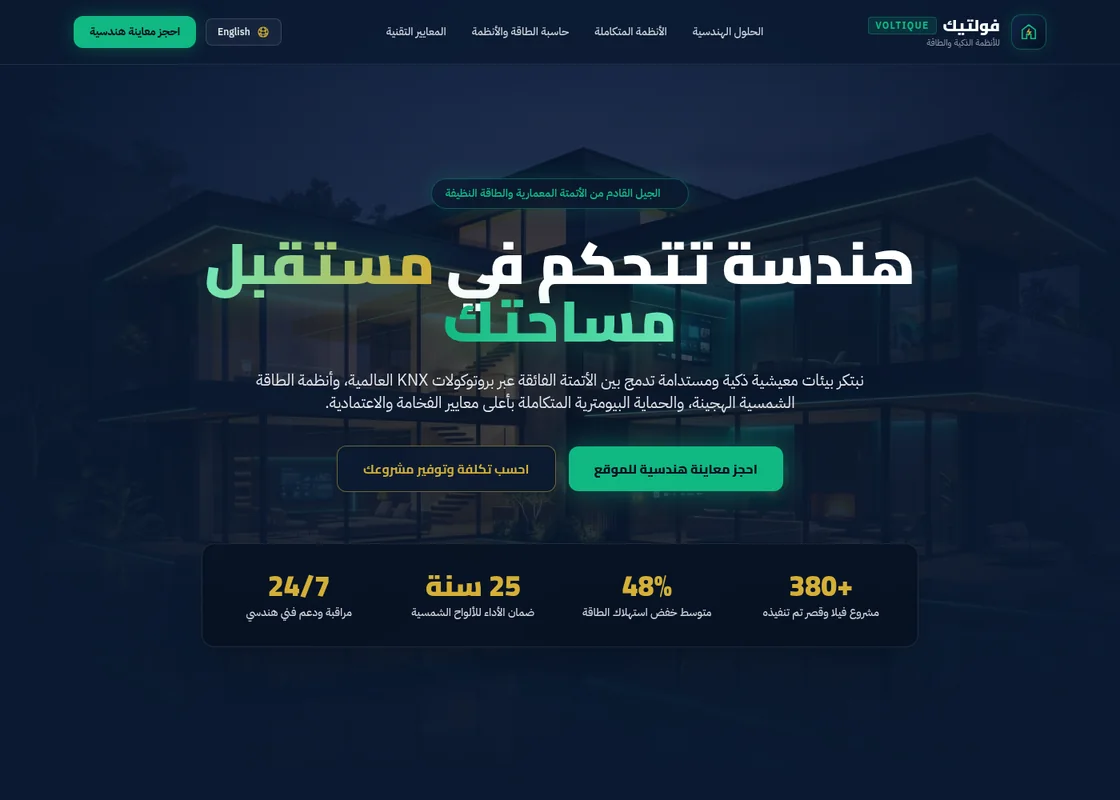 فولتيك VOLTIQUE
للأنظمة الذكية والطاقة
الحلول الهندسية
الأنظمة المتكاملة
حاسبة الطاقة والأتمتة
المعايير التقنية
English
احجز معاينة هندسية
الجيل القادم من الأتمتة المعمارية والطاقة النظيفة
هندسة تتحكم في مستقبل
مساحتك
نبتكر بيئات معيشية ذكية ومستدامة تدمج بين الأتمتة الفائقة عبر بروتوكولات KNX العالمية، وأنظمة الطاقة
الشمسية الهجينة، والحماية البيومترية المتكاملة بأعلى معايير الفخامة والاعتمادية.
احجز معاينة هندسية للموقع
احسب تكلفة وتوفير مشروعك
380+
مشروع فيلا وقصر تم تنفيذه
48%
متوسط خفض استهلاك الطاقة
25 سنة
ضمان الأداء للألواح الشمسية
24/7
مراقبة ودعم فني هندسي